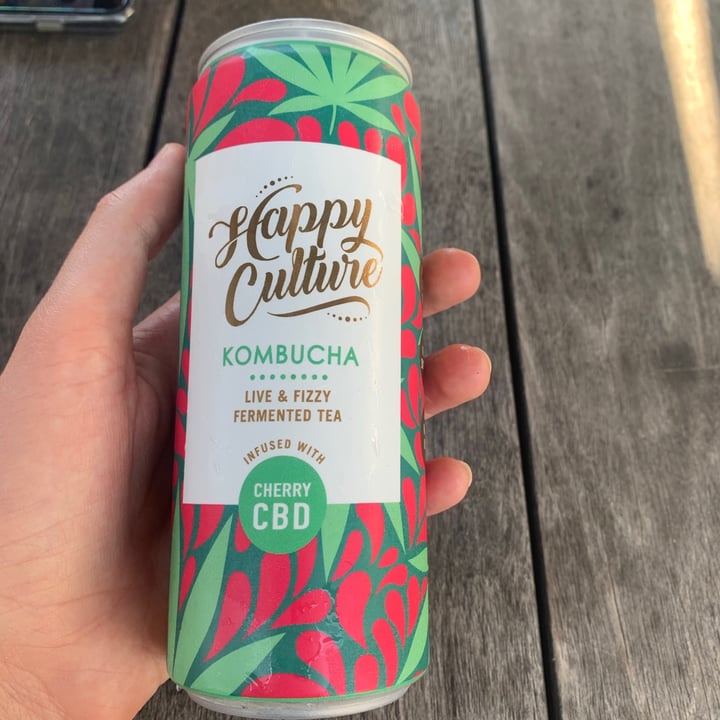 Happy
Culture
KOMBUCHA
LIVE & FIZZY
FERMENTED TEA
INFUSED WITH
CHERRY
CBD